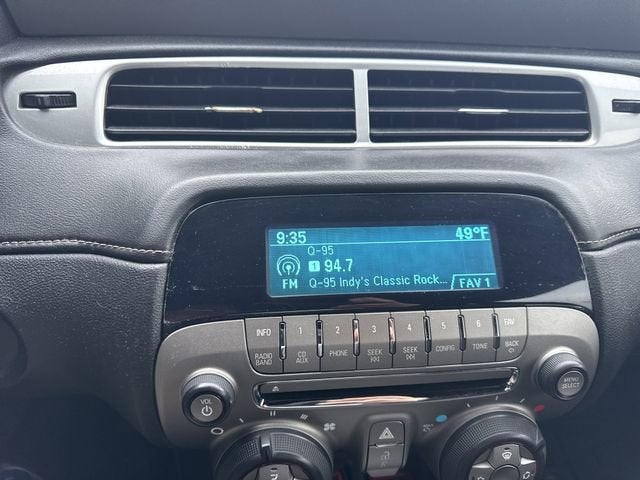 9:35 49°F
Q-95
1 94.7
FM Q-95 Indy's Classic Rock... FAV 1
INFO 1 2 3 4 5 6 FAV
RADIO BAND CD AUX PHONE SEEK SEEK CONFIG TONE BACK
VOL
MENU SELECT